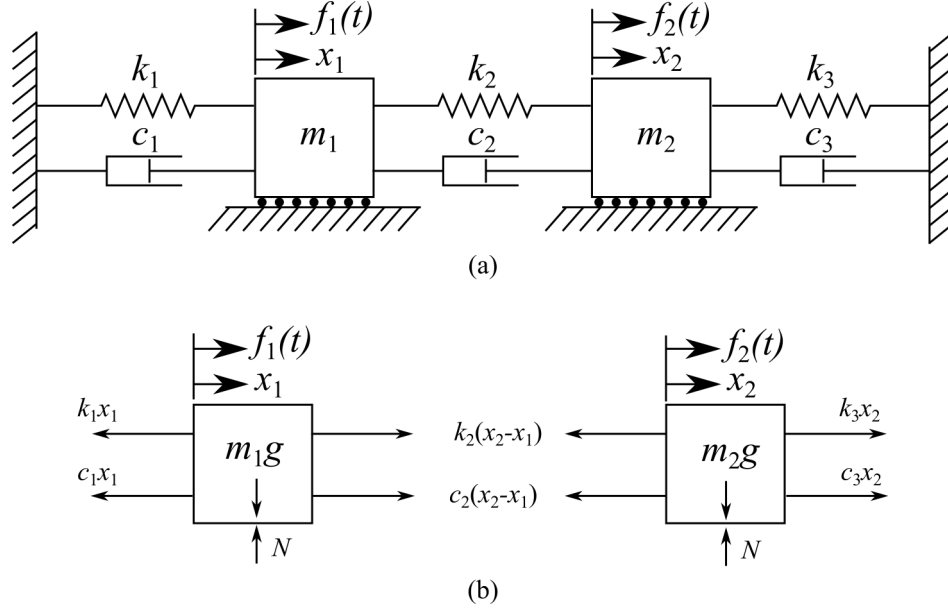 f₁(t) f₂(t)
x₁ x₂
k₁ k₂ k₃
c₁ m₁ c₂ m₂ c₃
(a)
f₁(t) f₂(t)
x₁ x₂
k₁x₁ k₂(x₂-x₁) k₃x₂
m₁g m₂g
c₁x₁ c₂(x₂-x₁) c₃x₂
N N
(b)